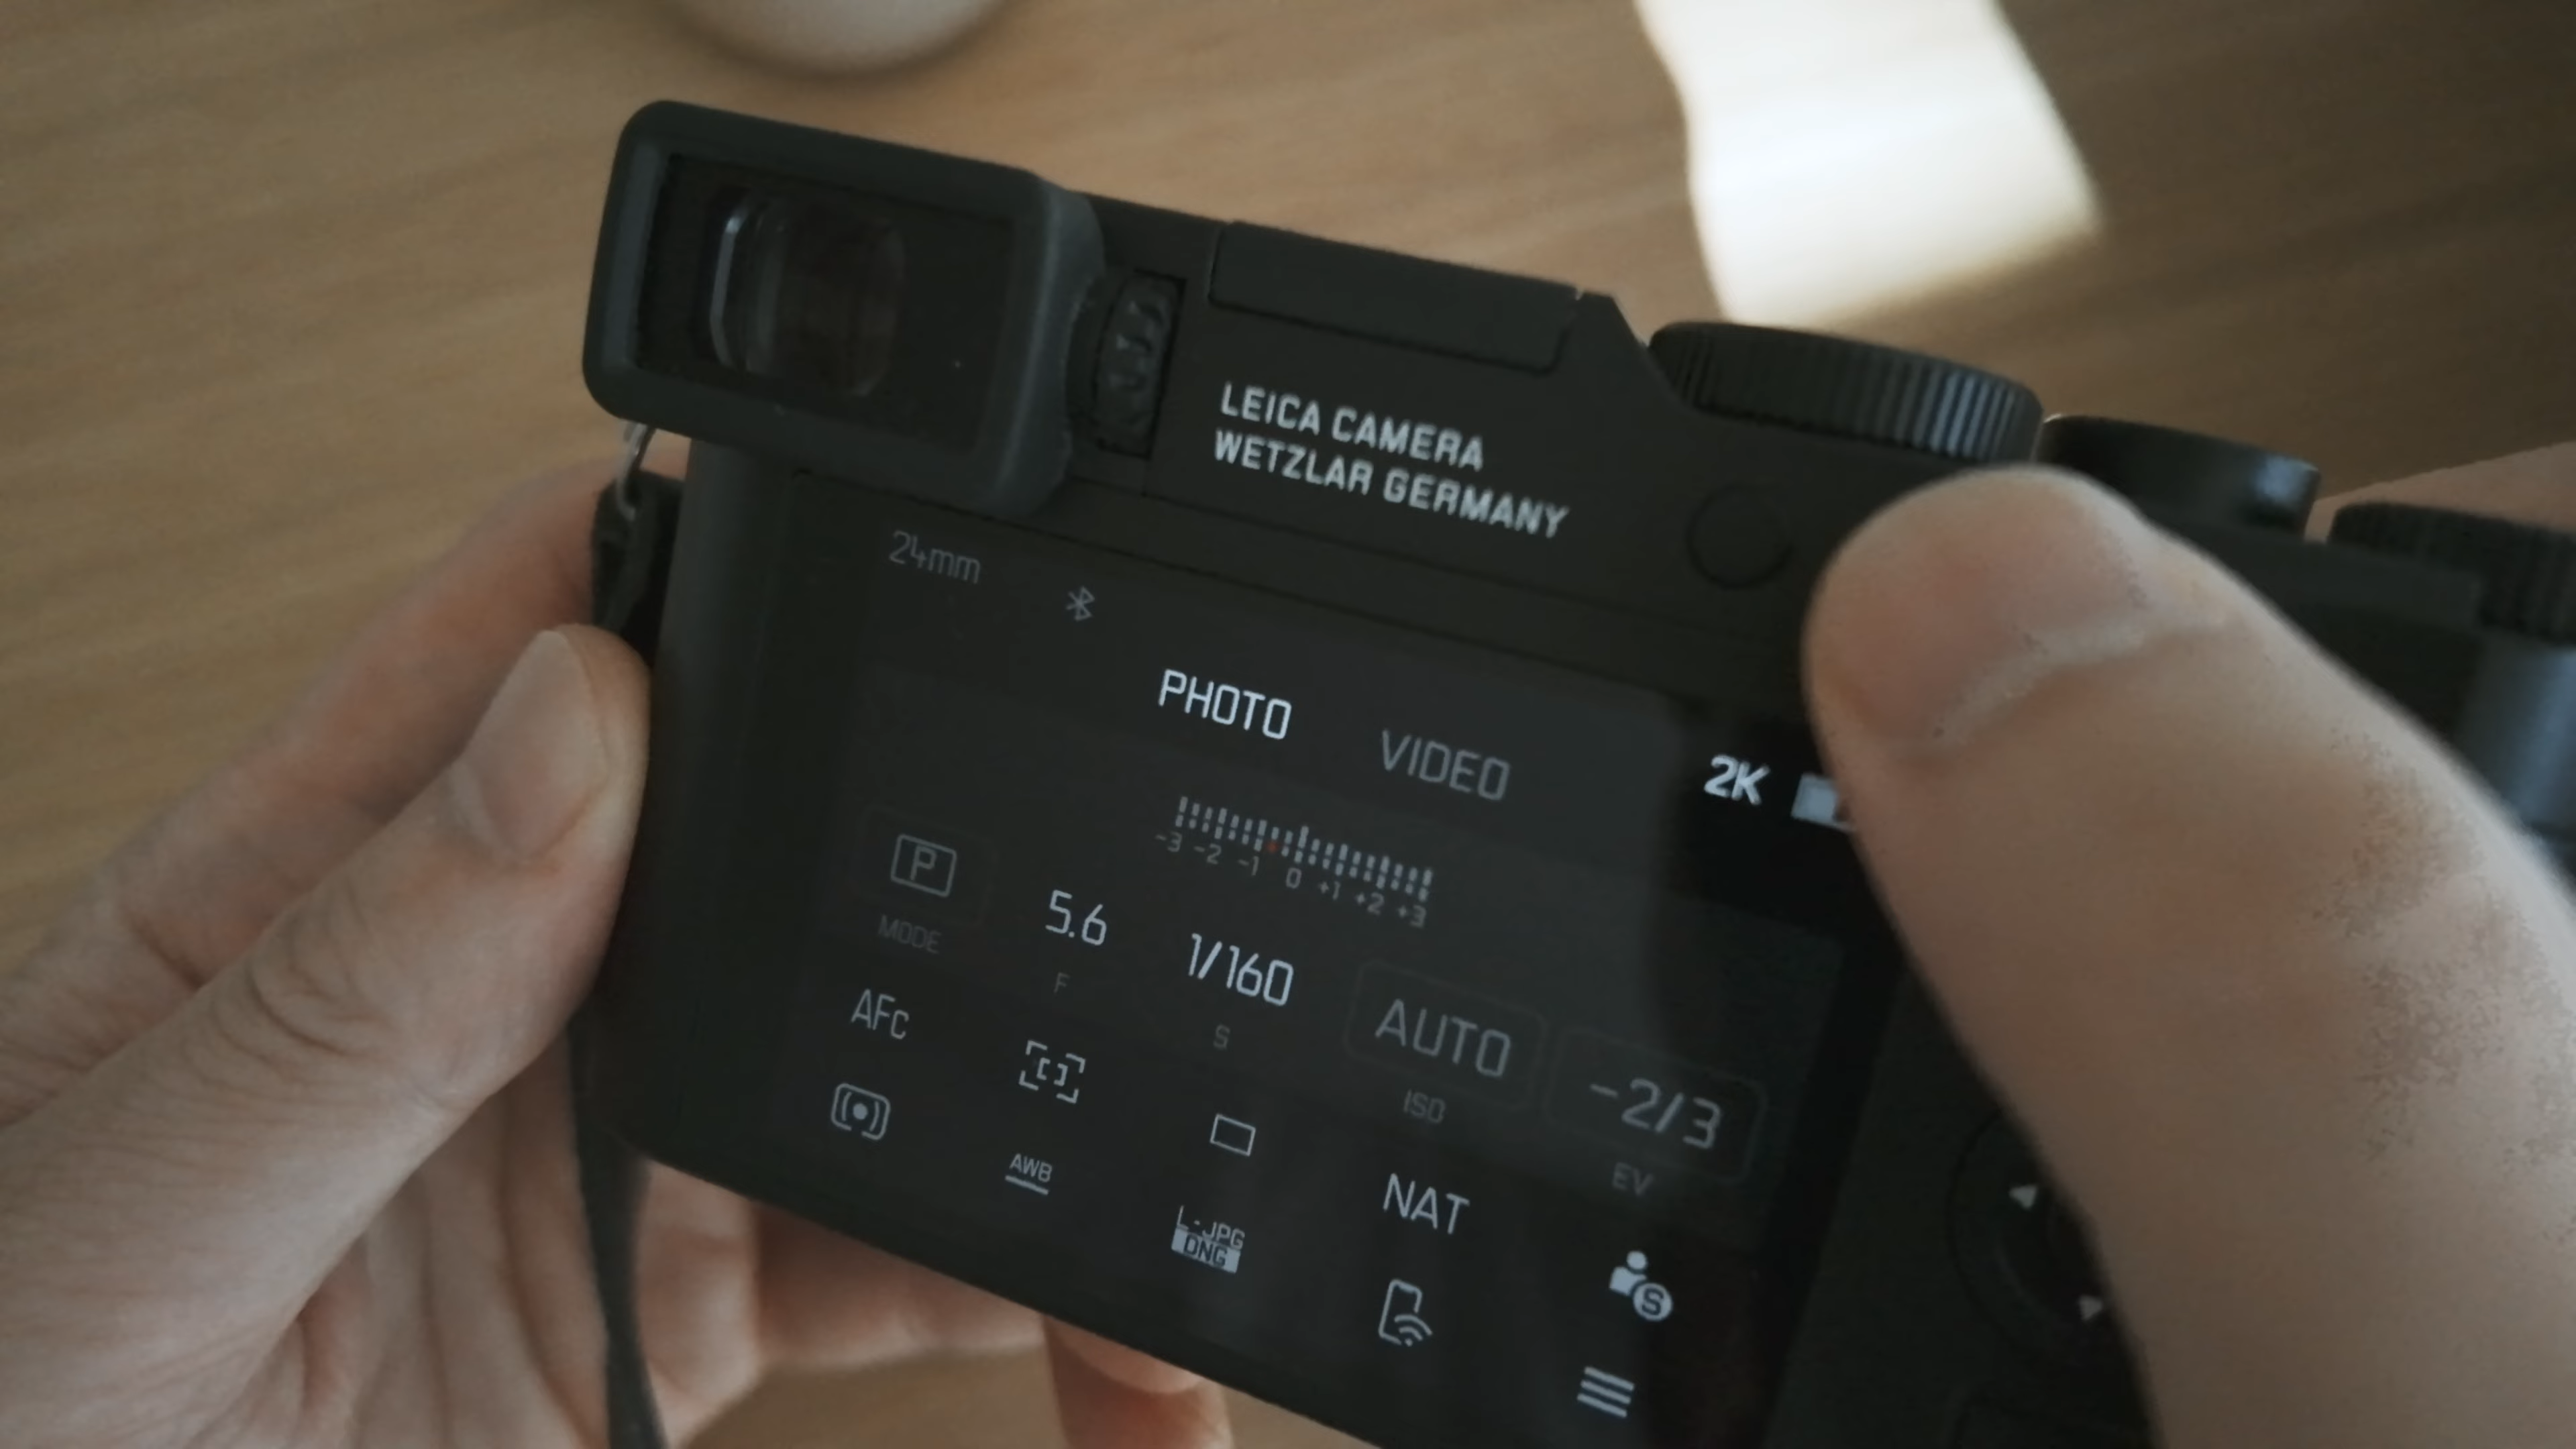 LEICA CAMERA
WETZLAR GERMANY
24mm
PHOTO VIDEO
2K
-3 -2 -1 0 +1 +2 +3
P 5.6 1/160 AUTO -2/3
MODE F S ISO EV
AFc NAT
AWB L-JPG
DNG
S